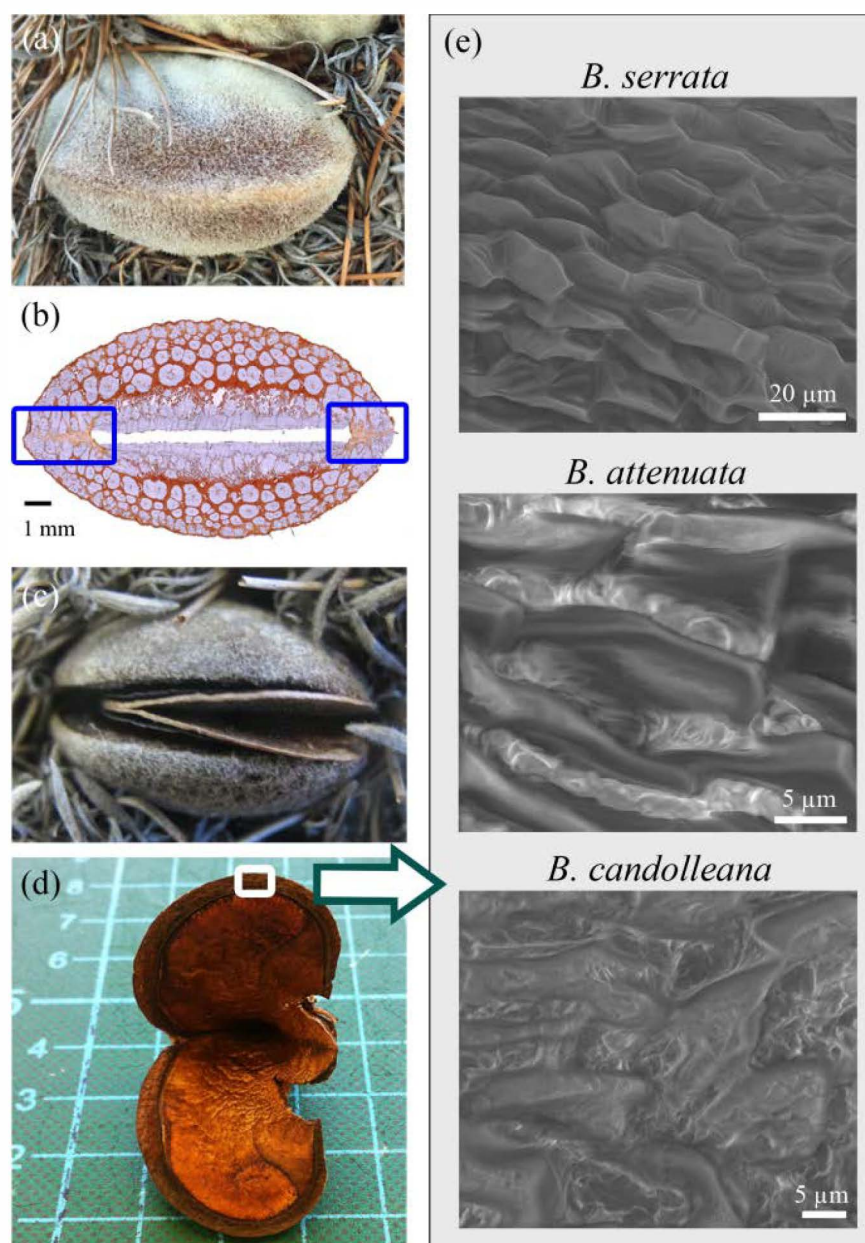 (a)
(b)
1 mm
(c)
(d)
8
7
6
5
4
3
2
(e)
B. serrata
20 µm
B. attenuata
5 µm
B. candolleana
5 µm